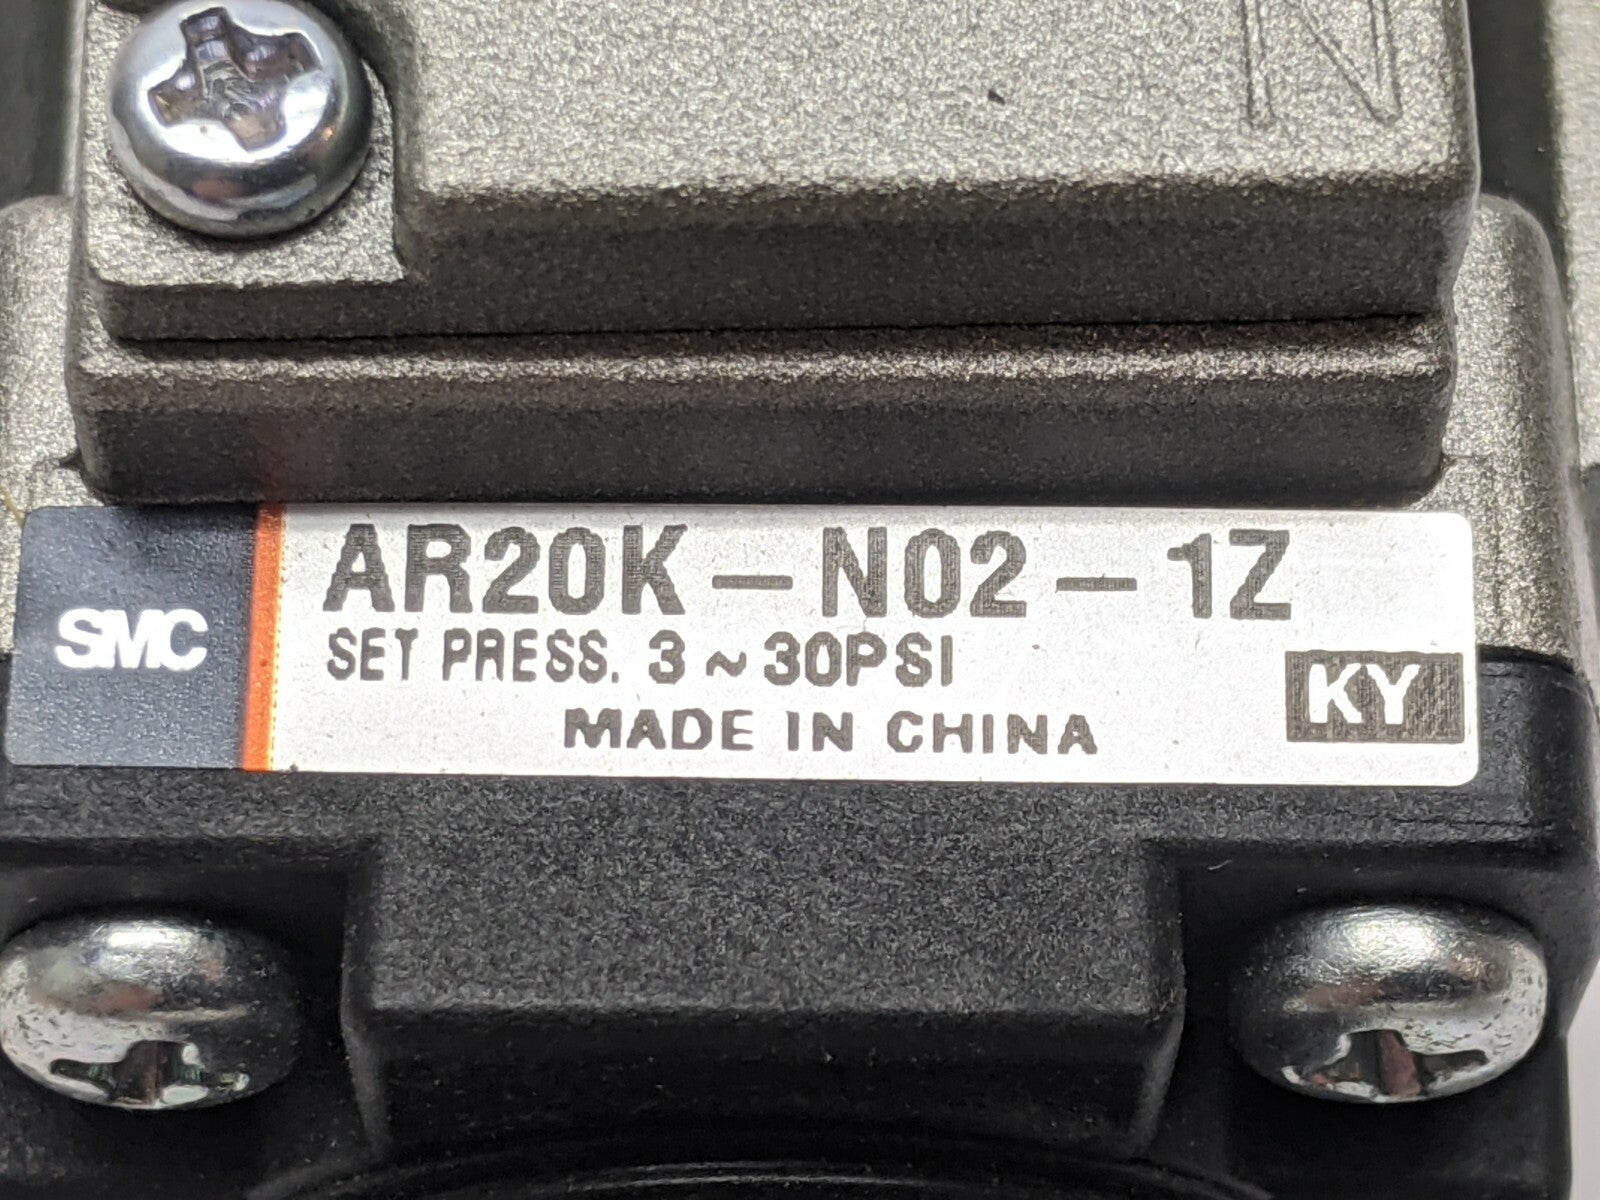 N
SMC
AR20K-N02-1Z
SET PRESS. 3~30PSI
MADE IN CHINA
KY